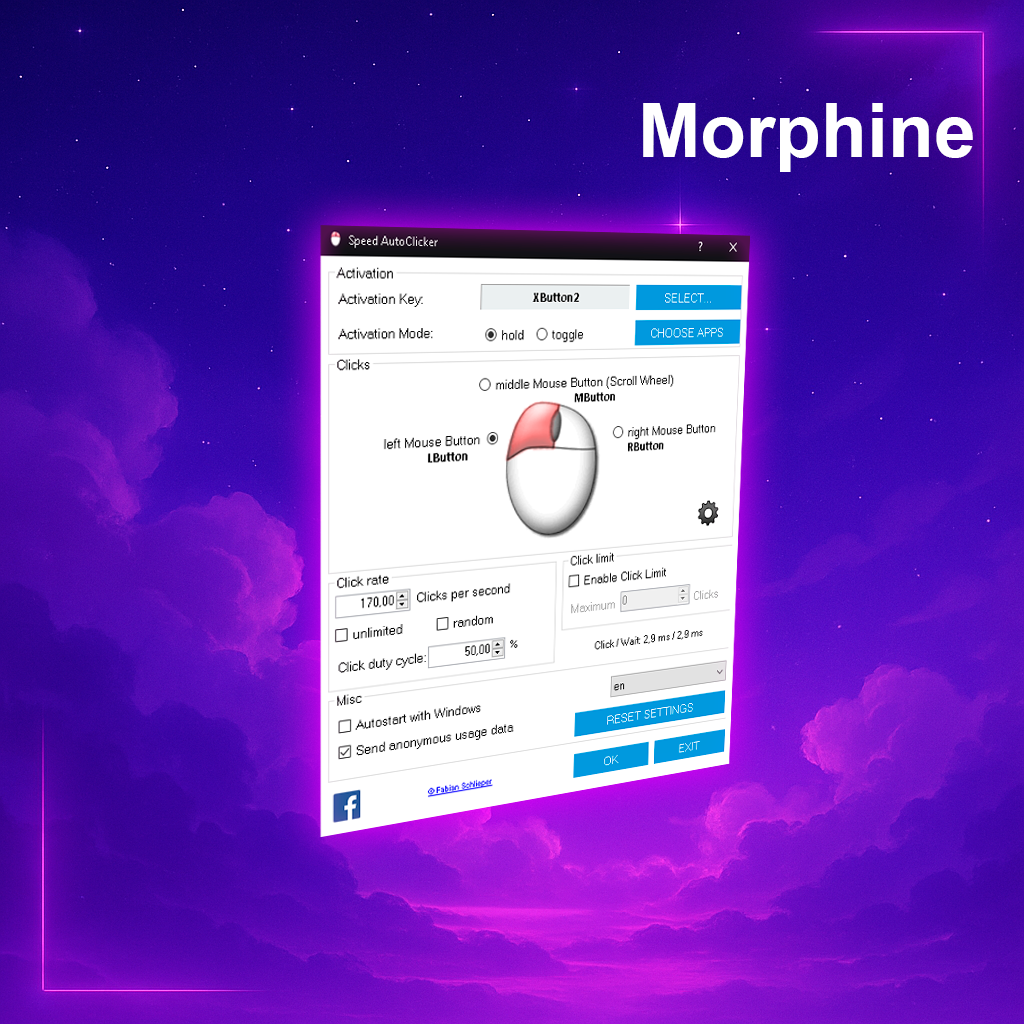 Morphine
Speed AutoClicker
? X
Activation
Activation Key: XButton2 SELECT...
Activation Mode: hold toggle CHOOSE APPS
Clicks
middle Mouse Button (Scroll Wheel)
MButton
left Mouse Button
LButton
right Mouse Button
RButton
Click rate
170,00 Clicks per second
unlimited random
Click duty cycle: 50,00 %
Click limit
Enable Click Limit
Maximum 0 Clicks
Click / Wait: 2,9 ms / 2,9 ms
Misc
Autostart with Windows
Send anonymous usage data
en
RESET SETTINGS
OK EXIT
f
© Fabian Schlieper